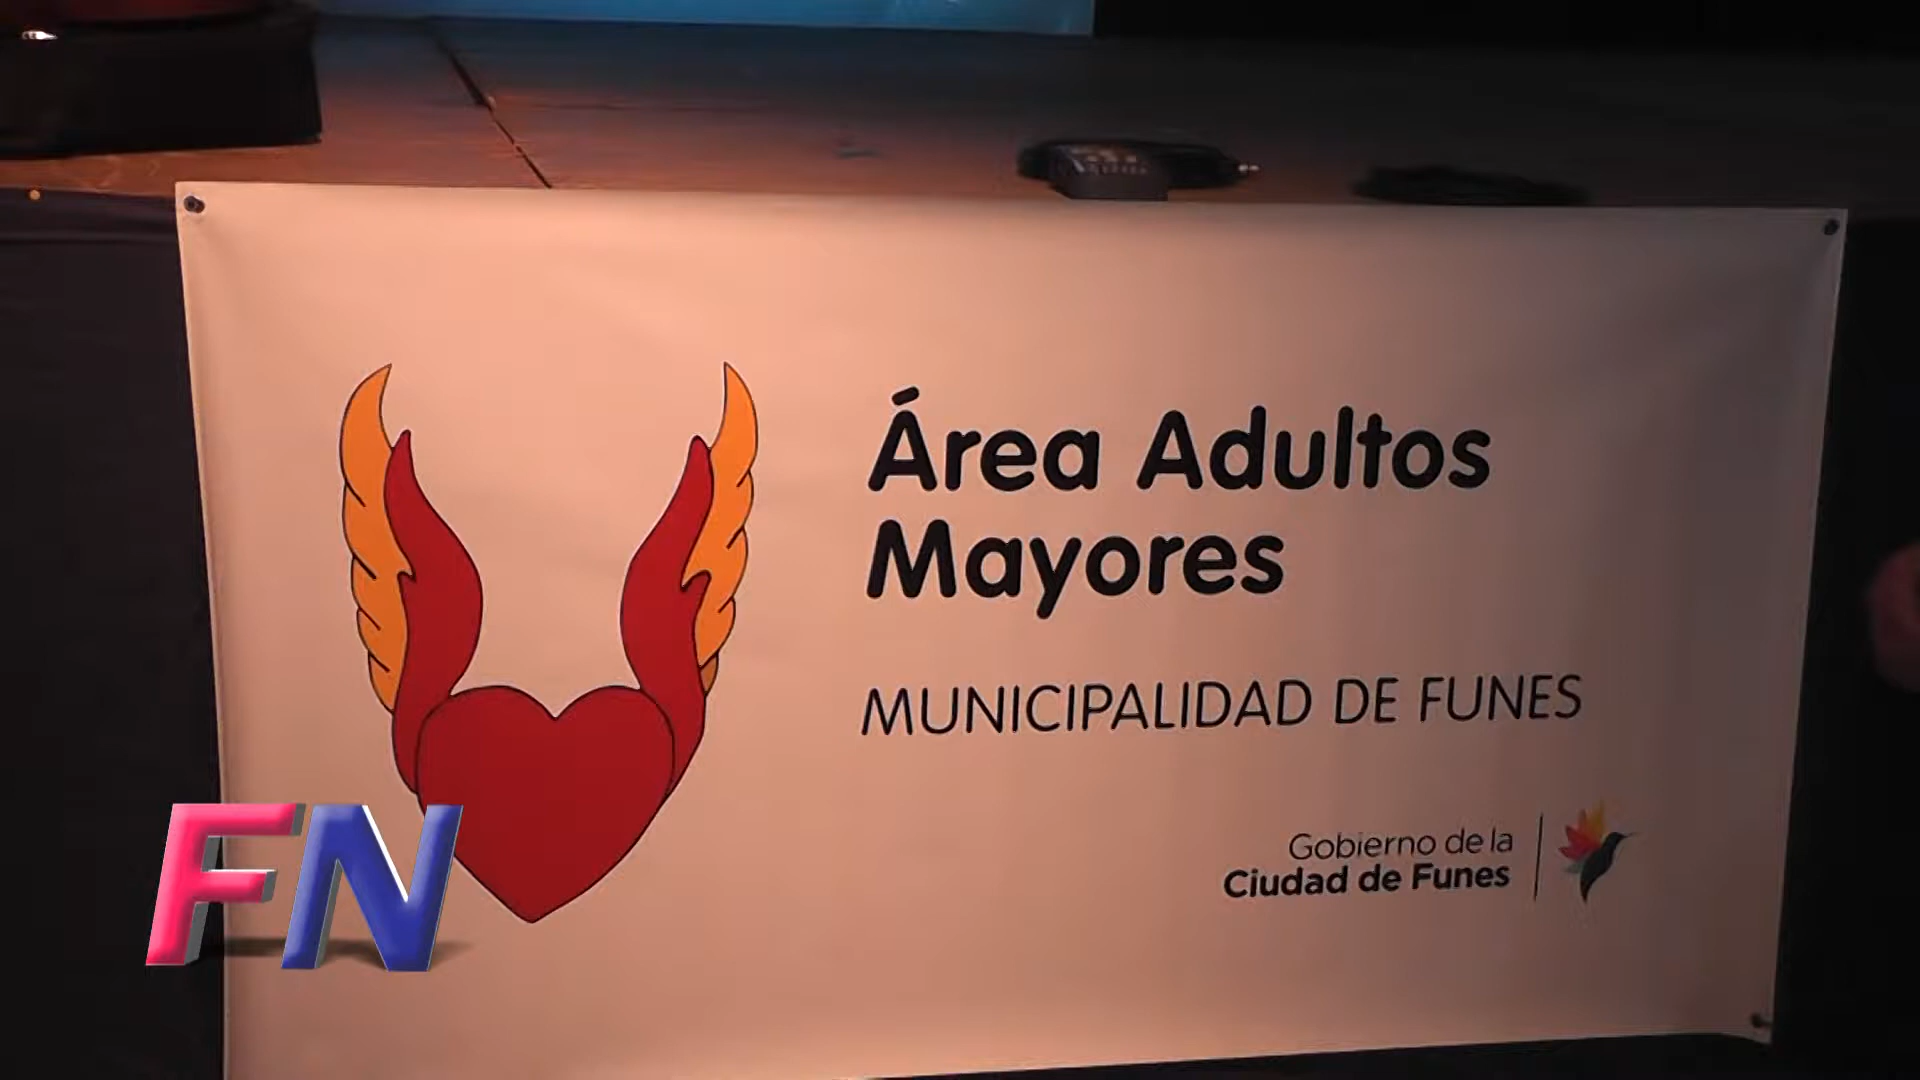 Área Adultos
Mayores
MUNICIPALIDAD DE FUNES
Gobierno de la
Ciudad de Funes
FN